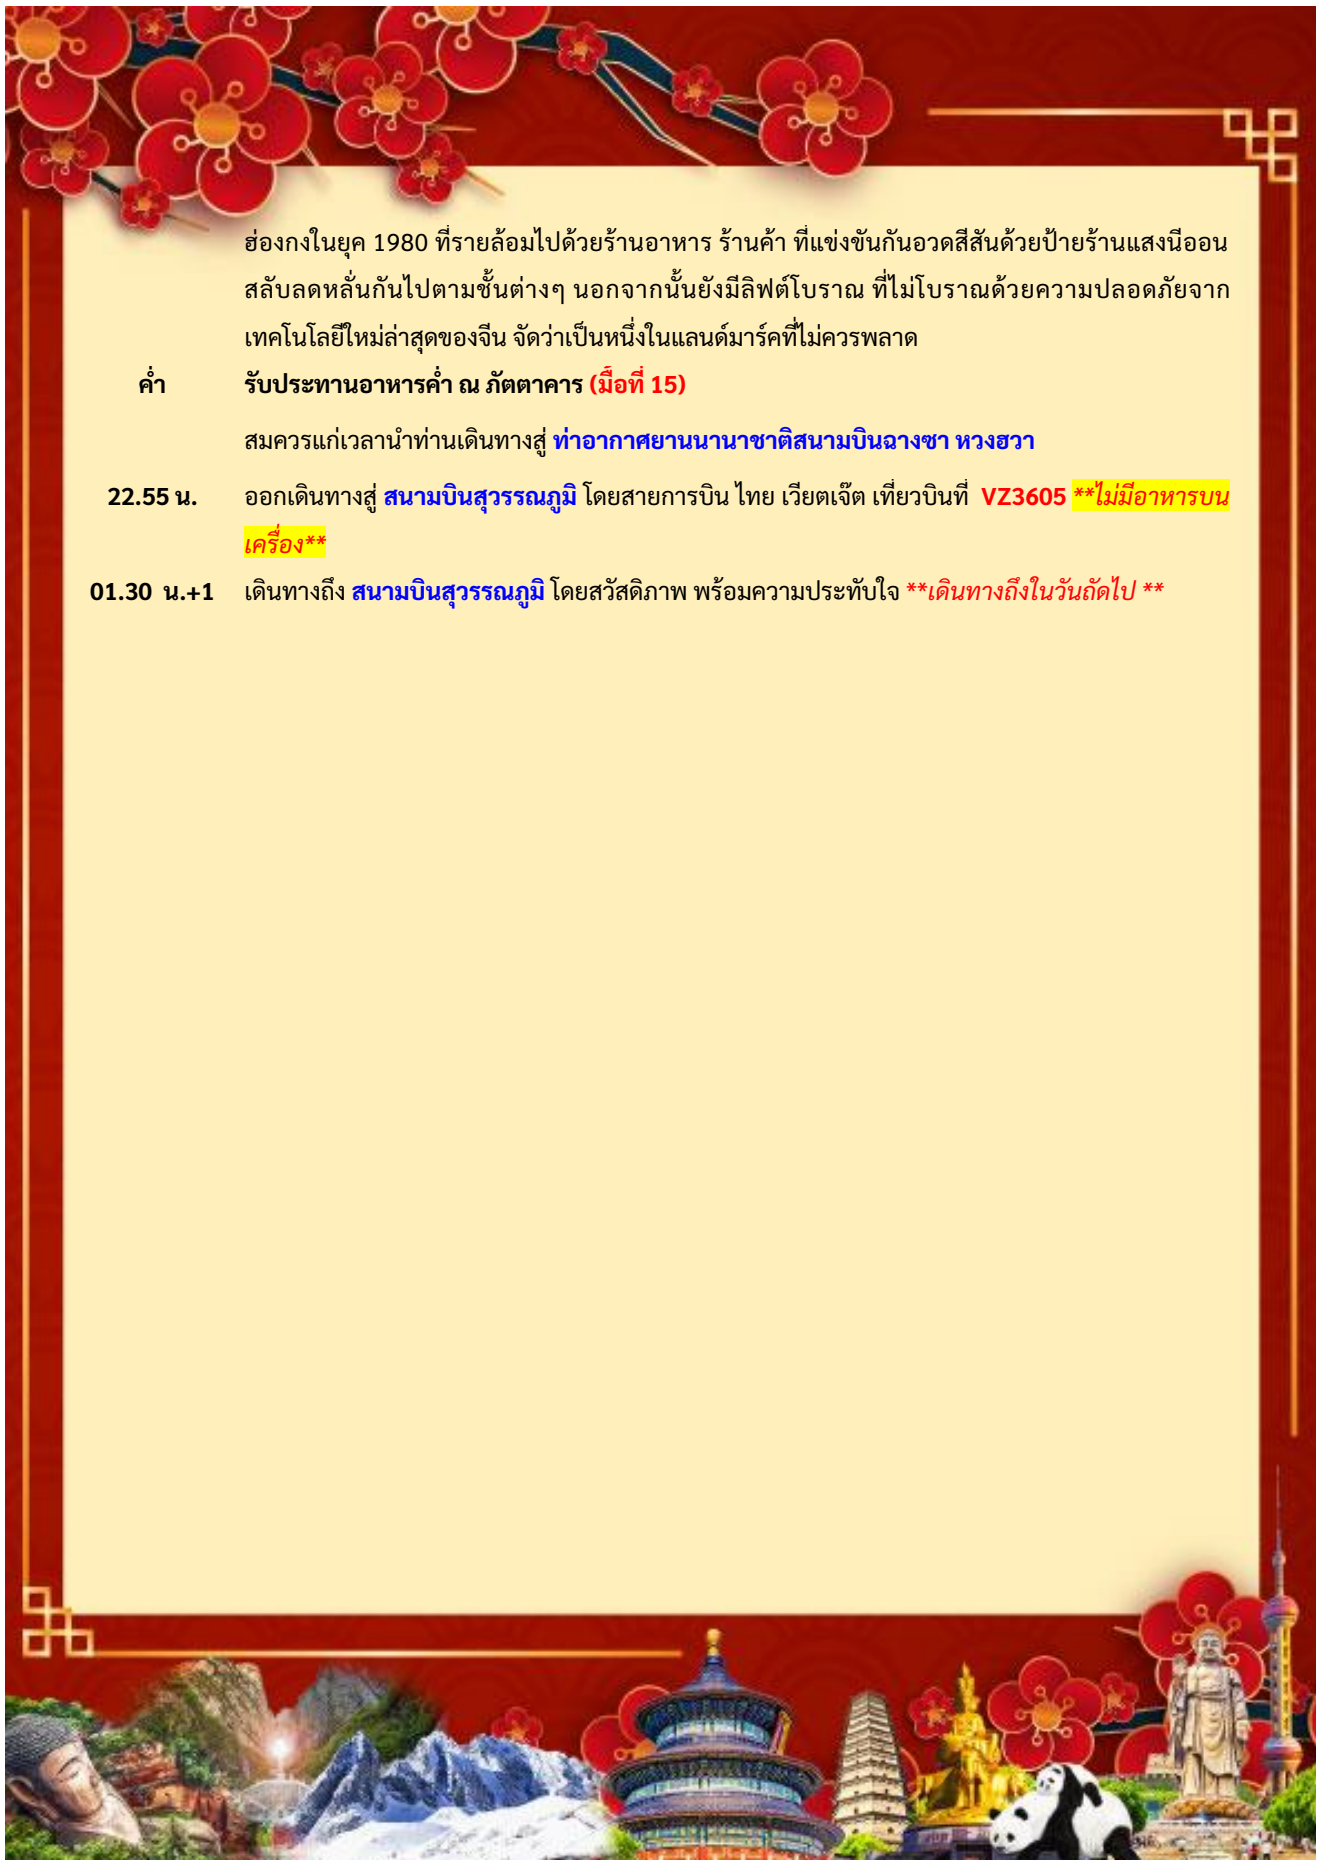 ฮ่องกงในยุค 1980 ที่รายล้อมไปด้วยร้านอาหาร ร้านค้า ที่แข่งขันกันอวดสีสันด้วยป้ายร้านแสงนีออน
สลับลดหลั่นกันไปตามชั้นต่างๆ นอกจากนั้นยังมีลิฟต์โบราณ ที่ไม่โบราณด้วยความปลอดภัยจาก
เทคโนโลยีใหม่ล่าสุดของจีน จัดว่าเป็นหนึ่งในแลนด์มาร์คที่ไม่ควรพลาด
ค่ำ รับประทานอาหารค่ำ ณ ภัตตาคาร (มื้อที่ 15)
สมควรแก่เวลานำท่านเดินทางสู่ ท่าอากาศยานนานาชาติสนามบินฉางซา หวงฮวา
22.55 น. ออกเดินทางสู่ สนามบินสุวรรณภูมิ โดยสายการบิน ไทย เวียตเจ๊ต เที่ยวบินที่ VZ3605 **ไม่มีอาหารบน
เครื่อง**
01.30 น.+1 เดินทางถึง สนามบินสุวรรณภูมิ โดยสวัสดิภาพ พร้อมความประทับใจ **เดินทางถึงในวันถัดไป **